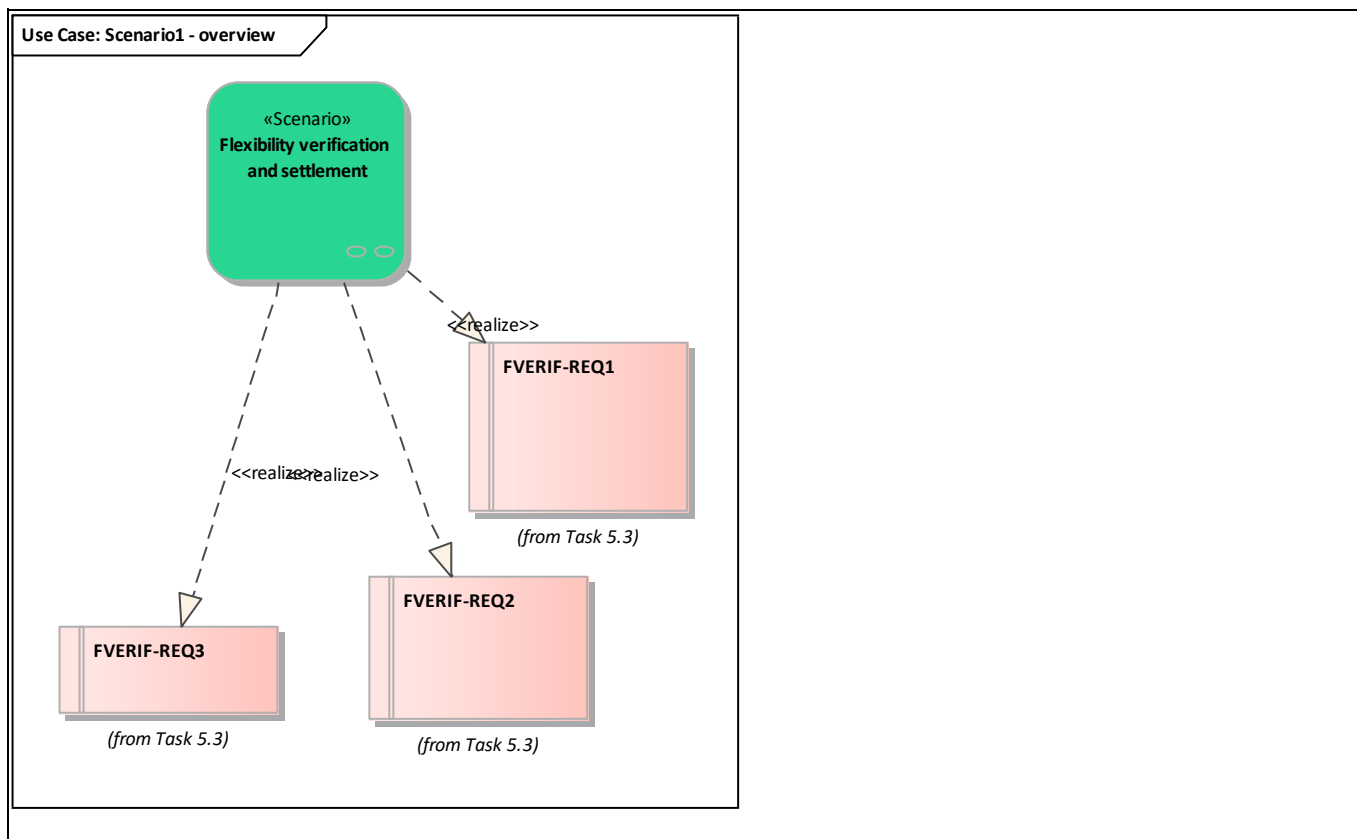 Use Case: Scenario1 - overview
«Scenario»
Flexibility verification
and settlement
<<realize>>
FVERIF-REQ1
<<realize>>
<<realize>>
(from Task 5.3)
FVERIF-REQ2
FVERIF-REQ3
(from Task 5.3)
(from Task 5.3)